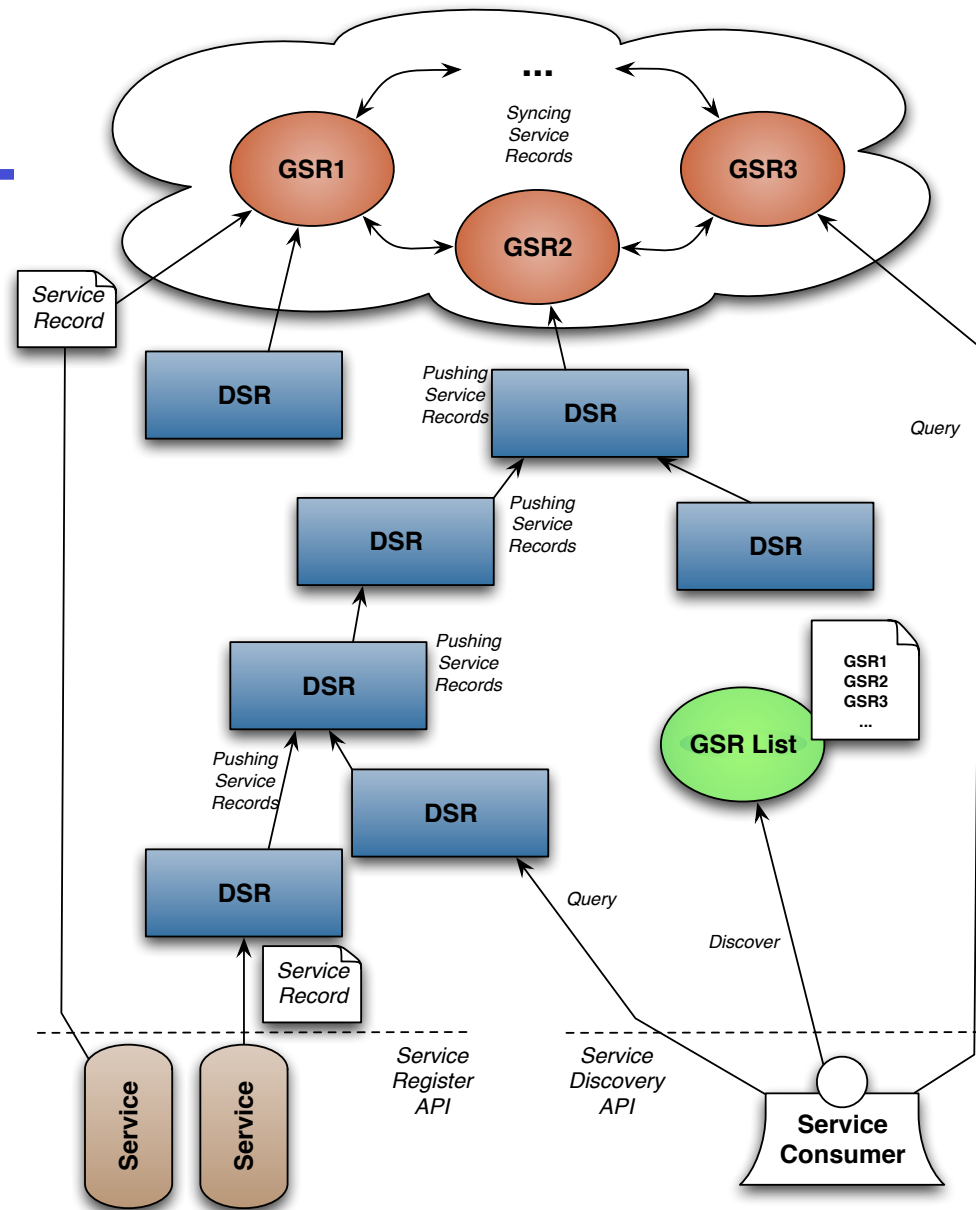 ...
Syncing
Service
Records
GSR1
GSR3
GSR2
Service
Record
DSR
Pushing
Service
Records
DSR
Query
Pushing
Service
Records
DSR
DSR
Pushing
Service
Records
DSR
GSR1
GSR2
GSR3
...
GSR List
Pushing
Service
Records
DSR
DSR
Query
Discover
Service
Record
Service
Register
API
Service
Discovery
API
Service
Service
Service
Consumer